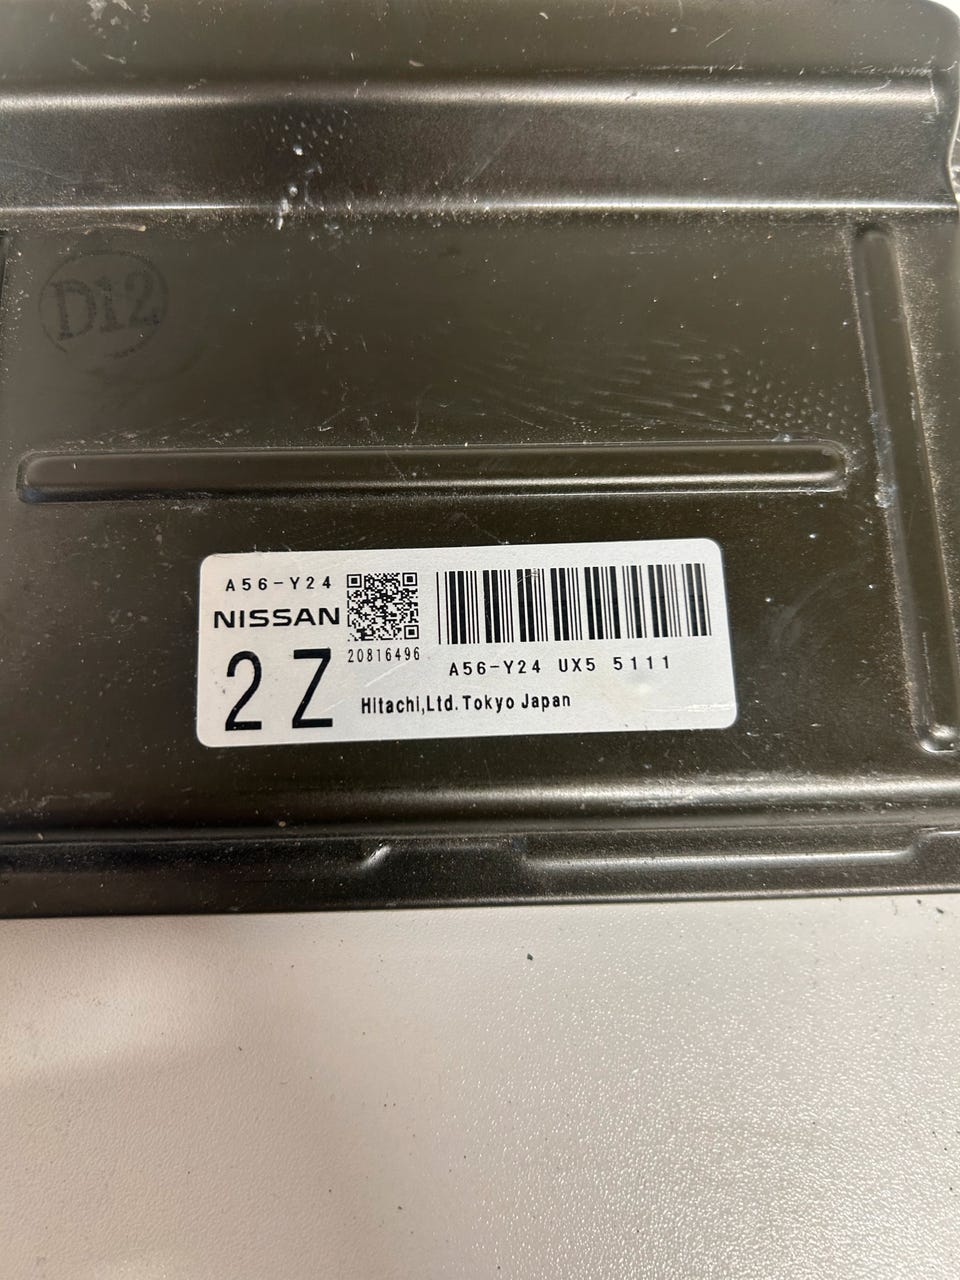 D12
A56-Y24
NISSAN
20816496
2Z
A56-Y24 UX5 5111
Hitachi,Ltd.Tokyo Japan